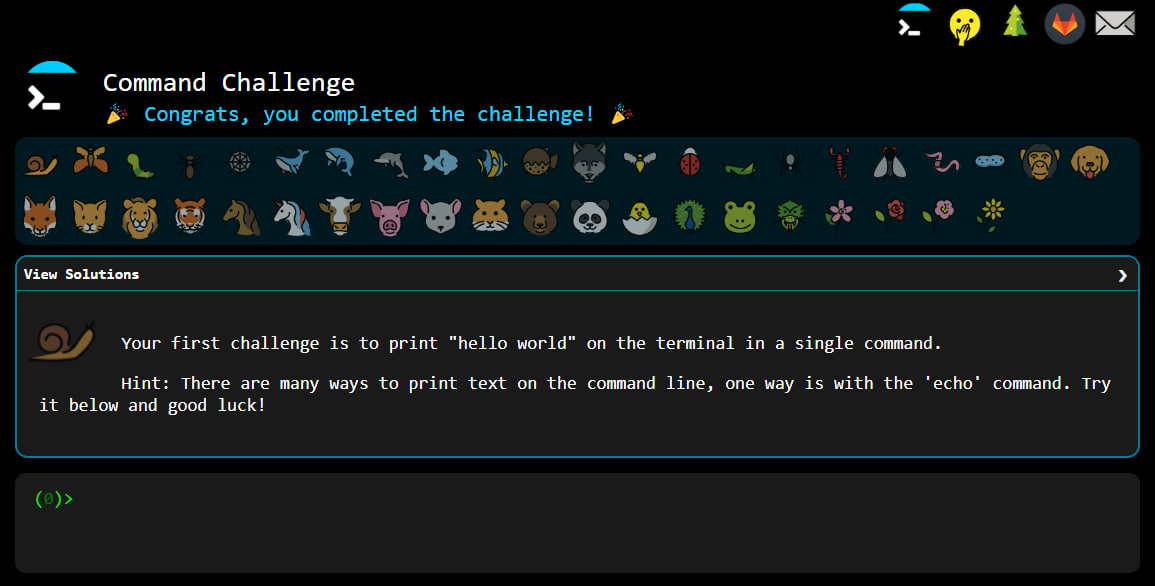 Command Challenge
🎉 Congrats, you completed the challenge! 🎉
View Solutions
Your first challenge is to print "hello world" on the terminal in a single command.
Hint: There are many ways to print text on the command line, one way is with the 'echo' command. Try
it below and good luck!
(0)>